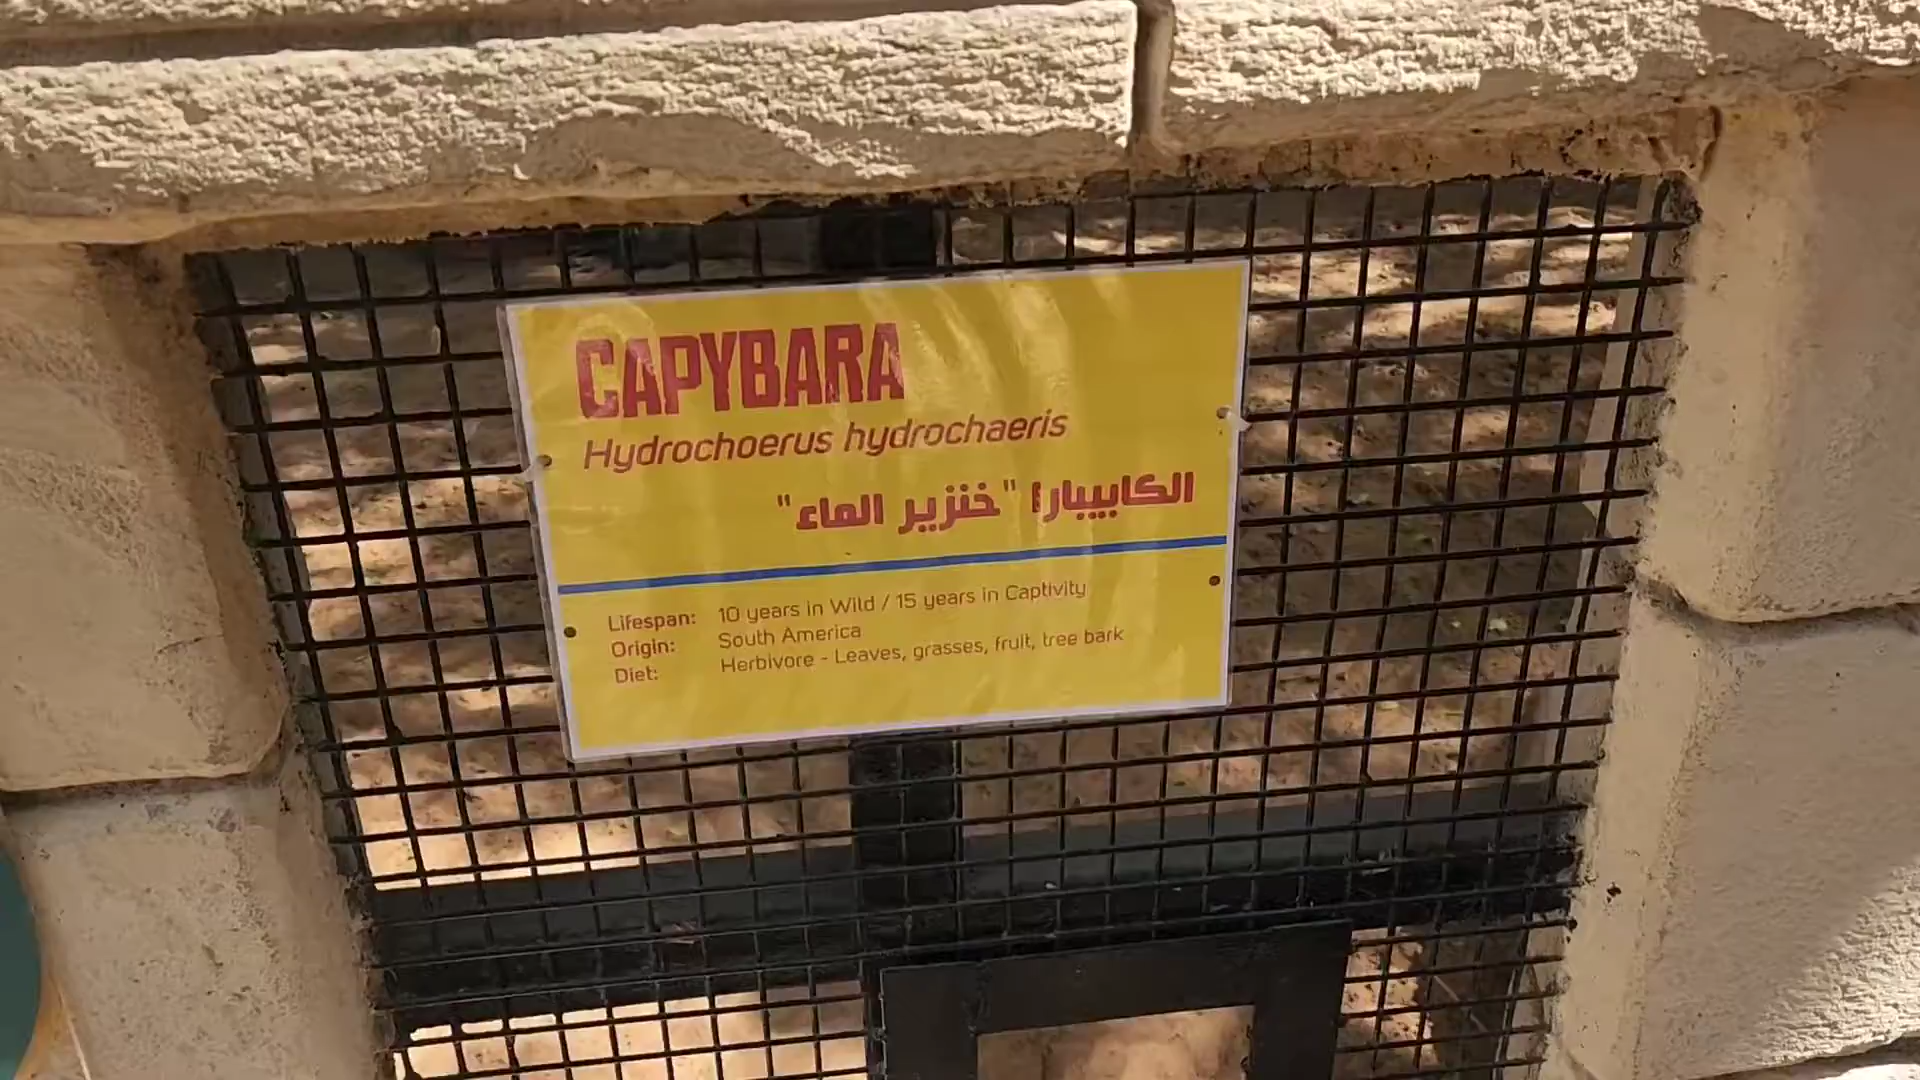 CAPYBARA
Hydrochoerus hydrochaeris
الكابيبارا "خنزير الماء"
Lifespan: 10 years in Wild / 15 years in Captivity
Origin: South America
Diet: Herbivore - Leaves, grasses, fruit, tree bark